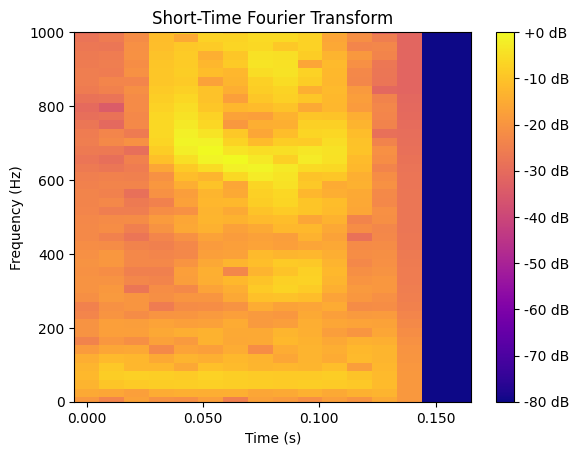 Short-Time Fourier Transform
1000
800
600
400
200
0
Frequency (Hz)
0.000
0.050
0.100
0.150
Time (s)
+0 dB
-10 dB
-20 dB
-30 dB
-40 dB
-50 dB
-60 dB
-70 dB
-80 dB